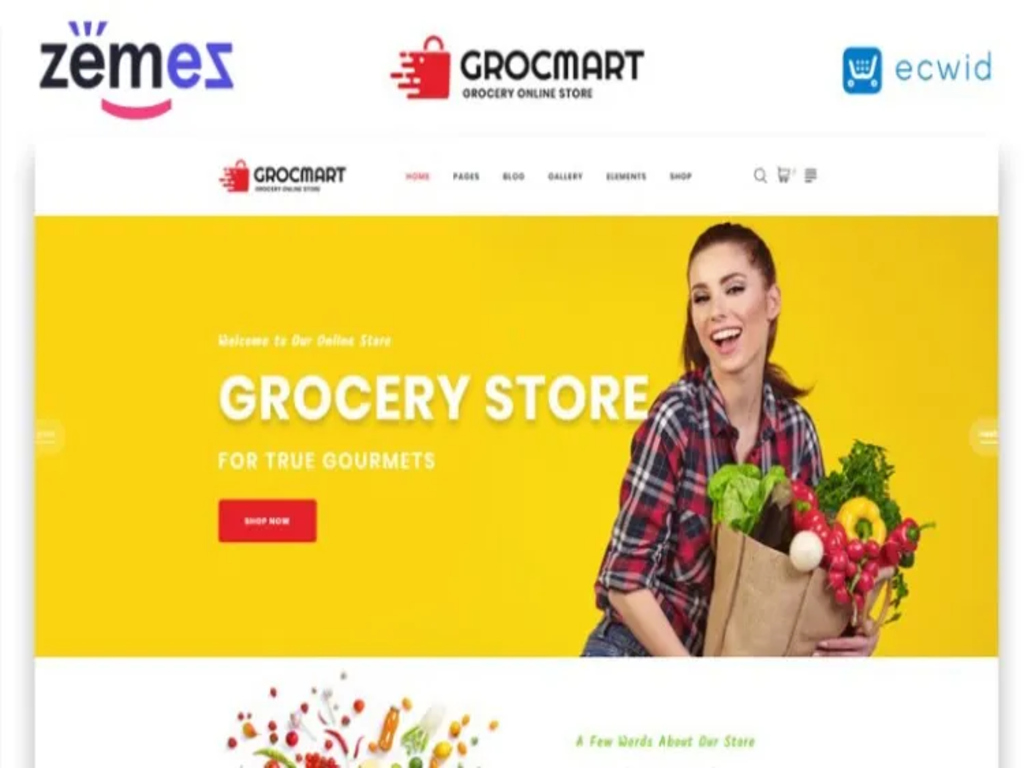 zemez
GROCMART
GROCERY ONLINE STORE
ecwid
GROCMART
GROCERY ONLINE STORE
HOME PAGES BLOG GALLERY ELEMENTS SHOP
Welcome to Our Online Store
GROCERY STORE
FOR TRUE GOURMETS
SHOP NOW
A Few Words About Our Store